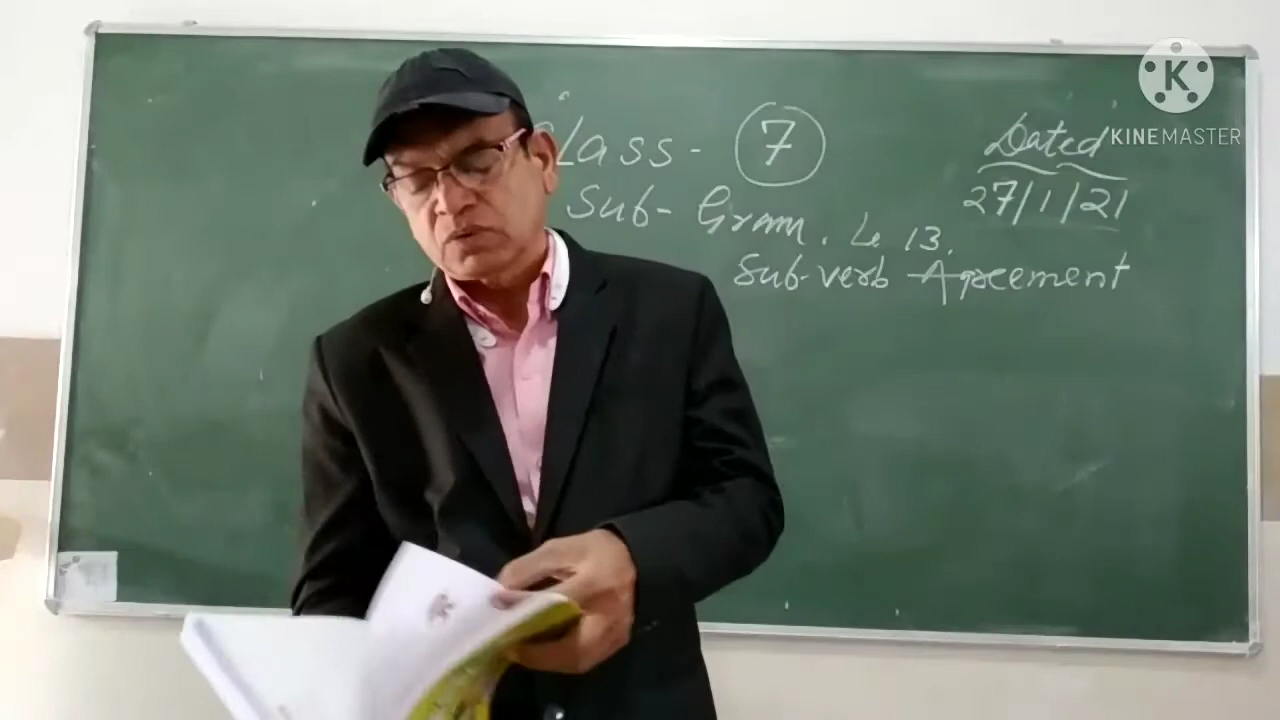 Class - 7
Dated
27/1/21
Sub- Gram. Le 13.
Sub-verb Agreement
K
KINEMASTER